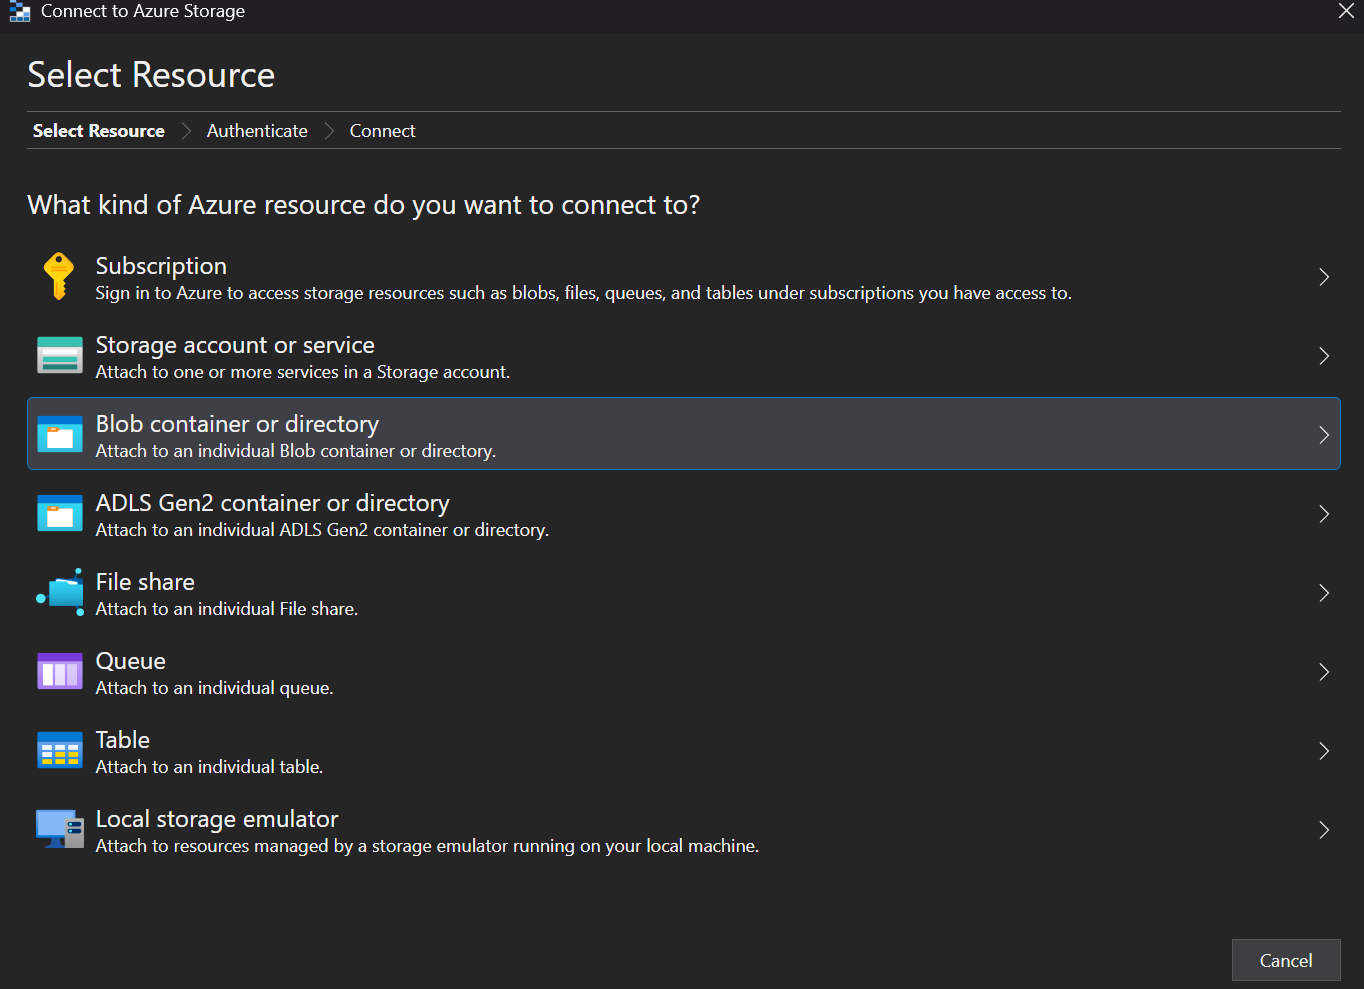 Connect to Azure Storage
Select Resource
Select Resource Authenticate Connect
What kind of Azure resource do you want to connect to?
Subscription
Sign in to Azure to access storage resources such as blobs, files, queues, and tables under subscriptions you have access to.
Storage account or service
Attach to one or more services in a Storage account.
Blob container or directory
Attach to an individual Blob container or directory.
ADLS Gen2 container or directory
Attach to an individual ADLS Gen2 container or directory.
File share
Attach to an individual File share.
Queue
Attach to an individual queue.
Table
Attach to an individual table.
Local storage emulator
Attach to resources managed by a storage emulator running on your local machine.
Cancel